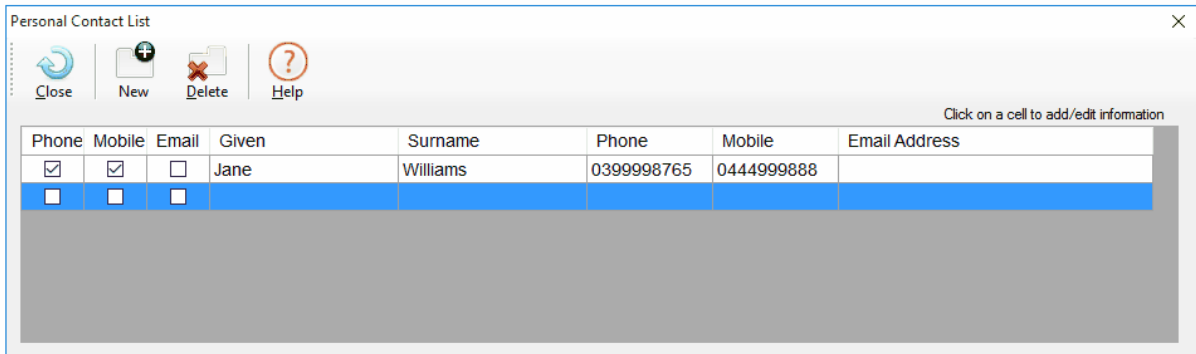 Personal Contact List
Close New Delete Help
Click on a cell to add/edit information
Phone Mobile Email Given Surname Phone Mobile Email Address
Jane Williams 0399998765 0444999888